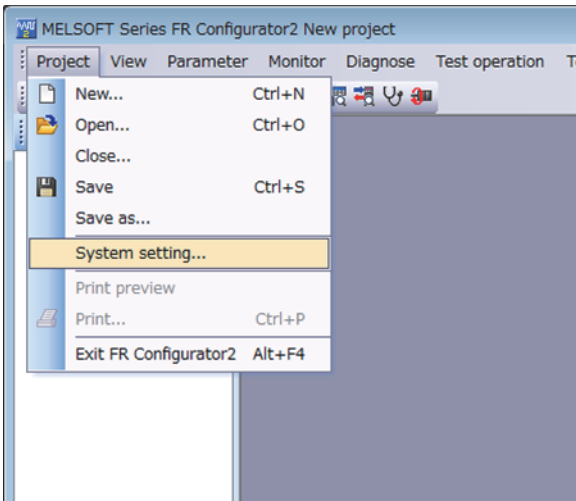 MELSOFT Series FR Configurator2 New project
Project View Parameter Monitor Diagnose Test operation
New... Ctrl+N
Open... Ctrl+O
Close...
Save Ctrl+S
Save as...
System setting...
Print preview
Print... Ctrl+P
Exit FR Configurator2 Alt+F4